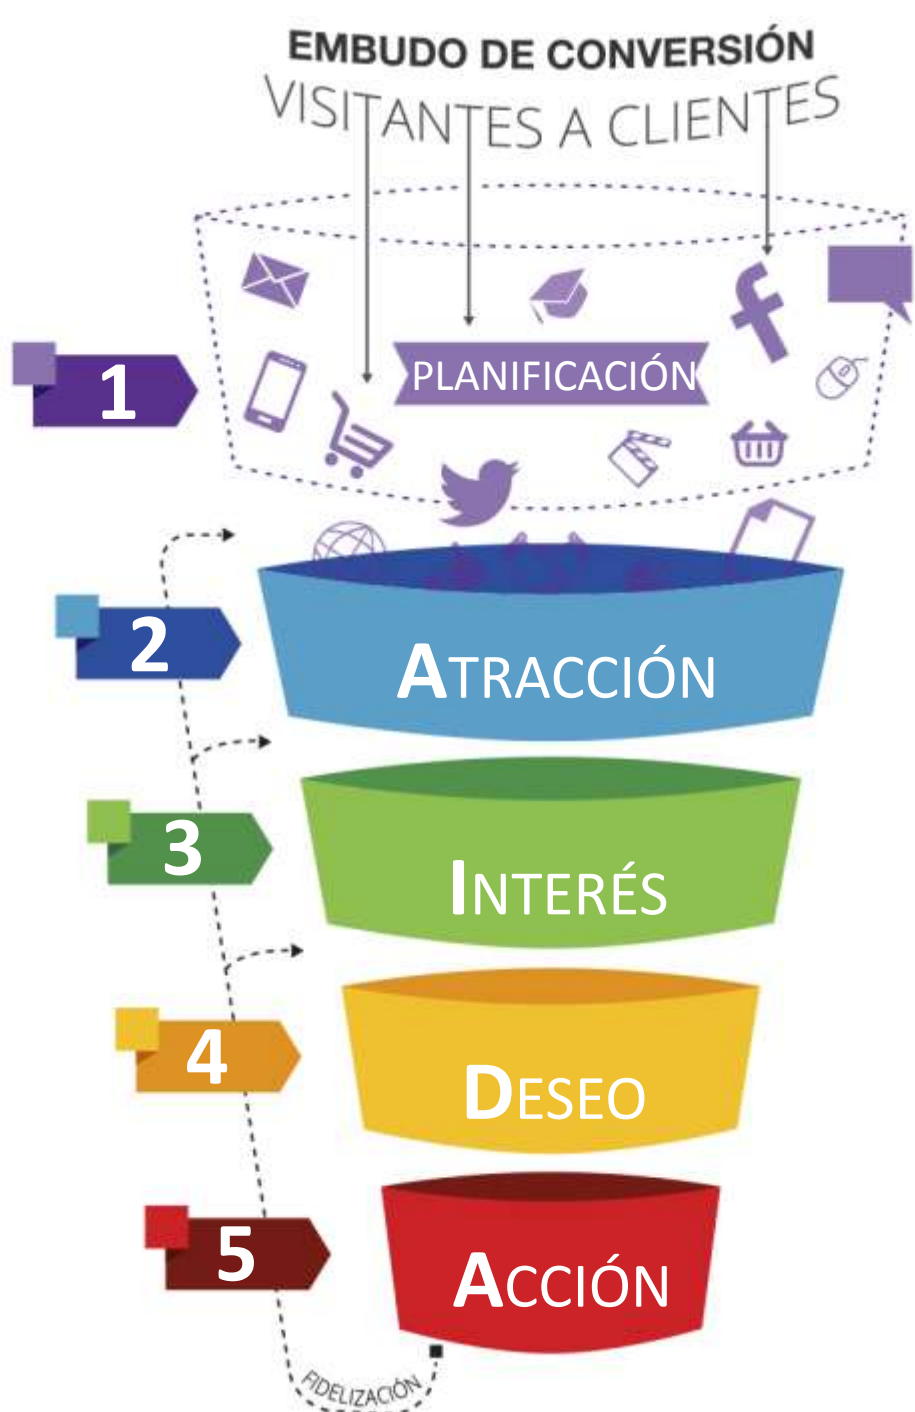 EMBUDO DE CONVERSIÓN
VISITANTES A CLIENTES
1
PLANIFICACIÓN
2
ATRACCIÓN
3
INTERÉS
4
DESEO
5
ACCIÓN
FIDELIZACIÓN